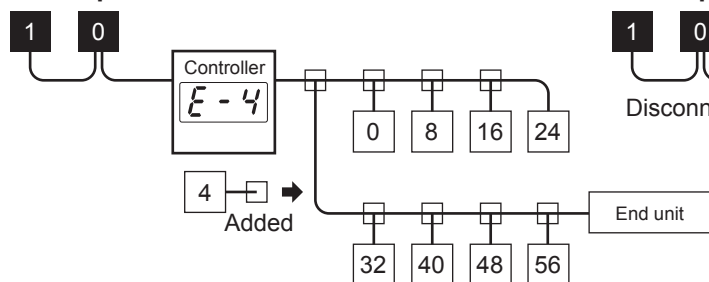 1 0
1 0
Controller
E-4
Disconn
0 8 16 24
4
Added
End unit
32 40 48 56